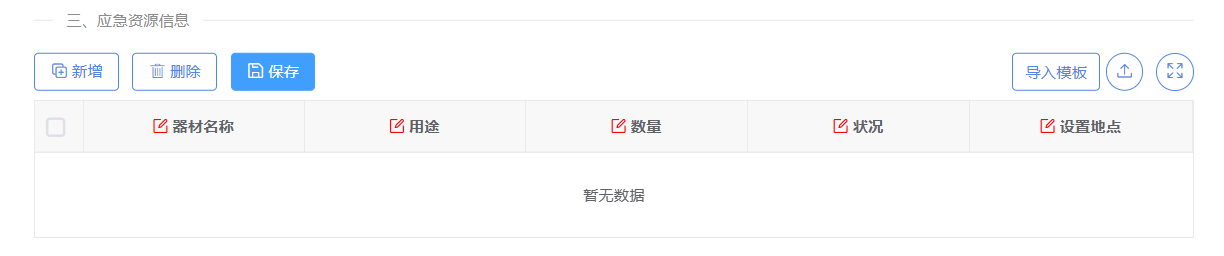 三、应急资源信息
新增 删除 保存 导入模板
器材名称 用途 数量 状况 设置地点
暂无数据